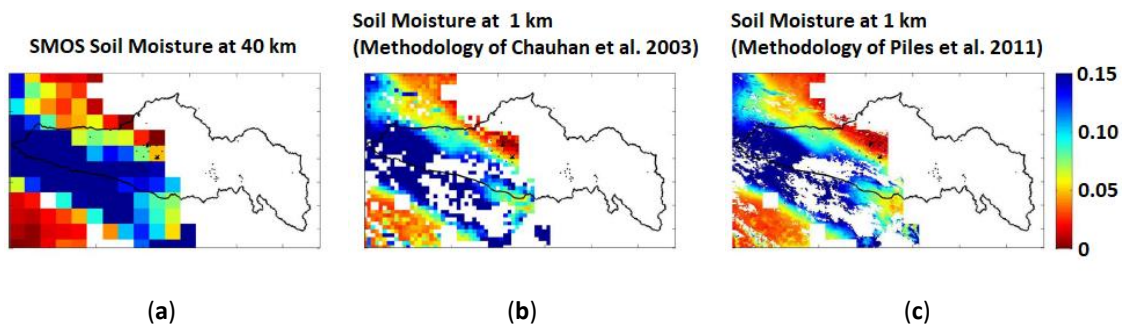 SMOS Soil Moisture at 40 km
Soil Moisture at 1 km
(Methodology of Chauhan et al. 2003)
Soil Moisture at 1 km
(Methodology of Piles et al. 2011)
0.15
0.10
0.05
0
(a)
(b)
(c)